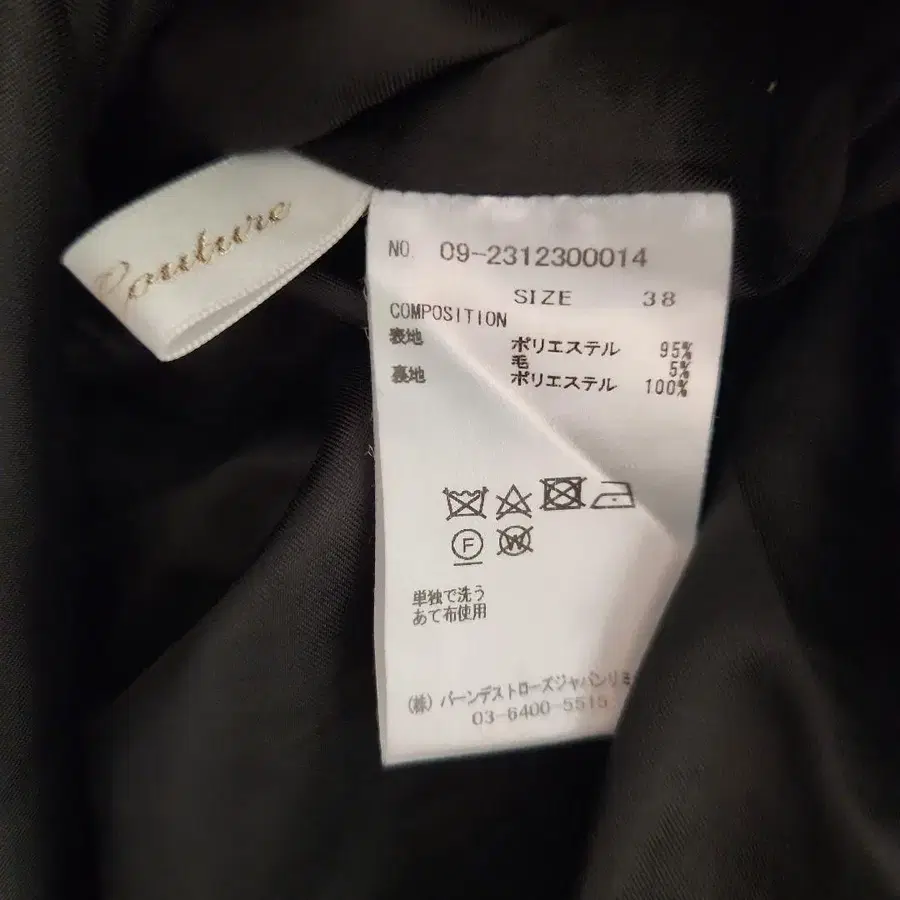 Couture
NO. 09-2312300014
SIZE 38
COMPOSITION
表地 ポリエステル 95%
毛 5%
裏地 ポリエステル 100%
F
W
単独で洗う
あて布使用
(株) バーンデストローズジャパンリミ
03-6400-5515